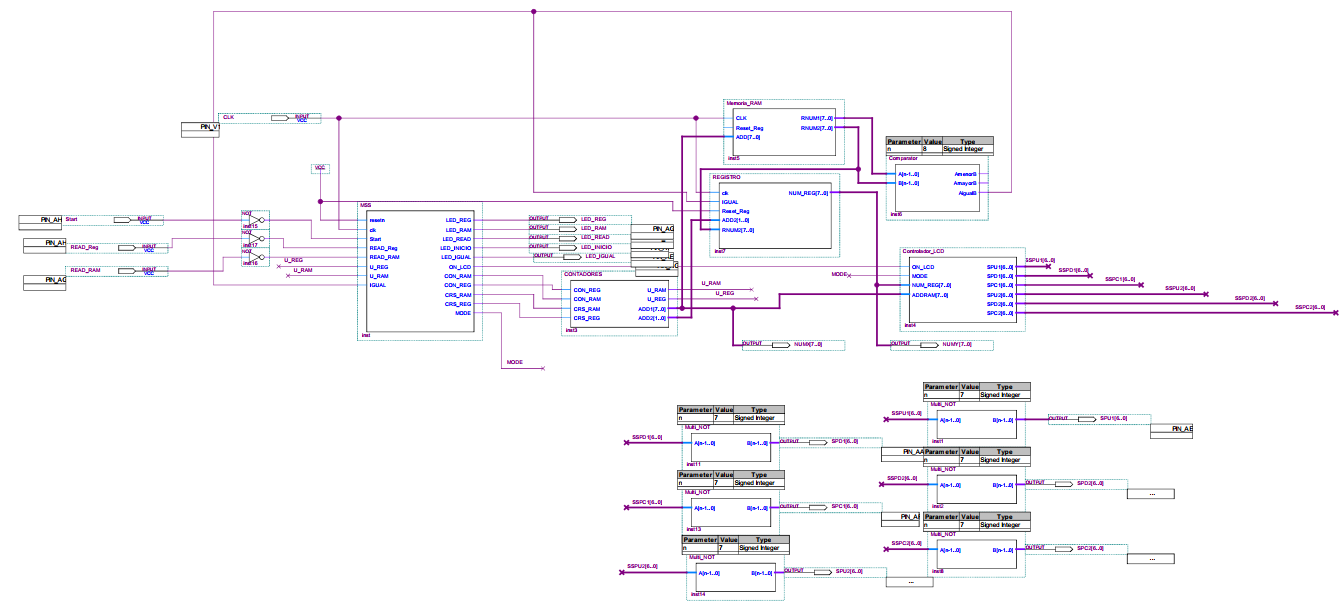 CLK
INPUT
VCC
PIN_V
VCC
PIN_AH
Start
INPUT
VCC
NOT
inst15
PIN_AH
READ_Reg
INPUT
VCC
NOT
inst17
PIN_AG
READ_RAM
INPUT
NOT
inst16
U_REG
U_RAM
MSS
resetn
clk
Start
READ_Reg
READ_RAM
U_REG
U_RAM
IGUAL
LED_REG
LED_RAM
LED_READ
LED_INICIO
LED_IGUAL
ON_LCD
CON_RAM
CON_REG
CRS_RAM
CRS_REG
MODE
inst
MODE
OUTPUT LED_REG
OUTPUT LED_RAM
OUTPUT LED_READ
OUTPUT LED_INICIO
OUTPUT LED_IGUAL
PIN_AG
CONTADORES
CON_REG
CON_RAM
CRS_RAM
CRS_REG
U_RAM
U_REG
ADD1[7..0]
ADD2[1..0]
inst3
U_RAM
U_REG
Memoria_RAM
CLK
Reset_Reg
ADD[7..0]
RNUM1[7..0]
RNUM2[7..0]
inst5
REGISTRO
clk
IGUAL
Reset_Reg
ADD2[1..0]
RNUM2[7..0]
NUM_REG[7..0]
inst7
Parameter Value Type
n 8 Signed Integer
Comparator
A[n-1..0]
B[n-1..0]
AmenorB
AmayorB
AigualB
inst6
MODE
Controlador_LCD
ON_LCD
MODE
NUM_REG[7..0]
ADDRAM[7..0]
SPU1[6..0]
SPD1[6..0]
SPC1[6..0]
SPU2[6..0]
SPD2[6..0]
SPC2[6..0]
inst4
SSPU1[6..0]
SSPD1[6..0]
SSPC1[6..0]
SSPU2[6..0]
SSPD2[6..0]
SSPC2[6..0]
OUTPUT NUMX[7..0]
OUTPUT NUMY[7..0]
Parameter Value Type
n 7 Signed Integer
Multi_NOT
SSPU1[6..0]
A[n-1..0] B[n-1..0]
OUTPUT SPU1[6..0]
inst1
PIN_AE
Parameter Value Type
n 7 Signed Integer
Multi_NOT
SSPD1[6..0]
A[n-1..0] B[n-1..0]
OUTPUT SPD1[6..0]
inst11
PIN_AA
Parameter Value Type
n 7 Signed Integer
Multi_NOT
SSPD2[6..0]
A[n-1..0] B[n-1..0]
OUTPUT SPD2[6..0]
inst2
...
Parameter Value Type
n 7 Signed Integer
Multi_NOT
SSPC1[6..0]
A[n-1..0] B[n-1..0]
OUTPUT SPC1[6..0]
inst13
Parameter Value Type
n 7 Signed Integer
Multi_NOT
SSPC2[6..0]
A[n-1..0] B[n-1..0]
OUTPUT SPC2[6..0]
...
Parameter Value Type
n 7 Signed Integer
Multi_NOT
SSPU2[6..0]
A[n-1..0] B[n-1..0]
OUTPUT SPU2[6..0]
inst14
...